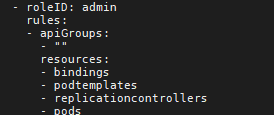 - roleID: admin
rules:
- apiGroups:
- ""
resources:
- bindings
- podtemplates
- replicationcontrollers
- pods